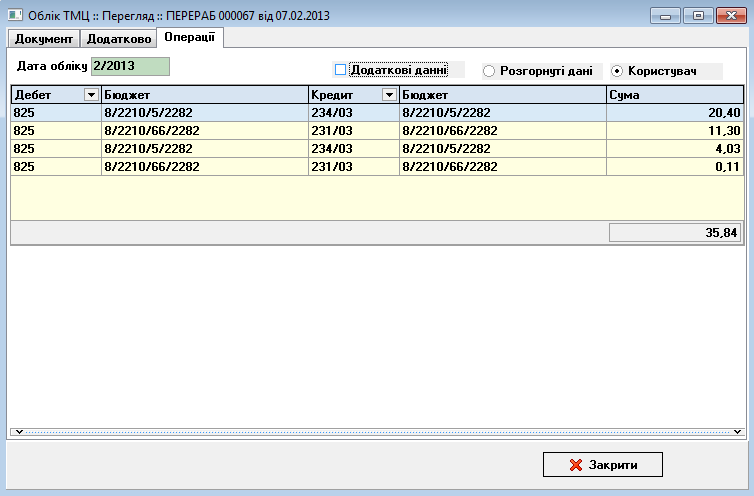 Облік ТМЦ :: Перегляд :: ПЕРЕРАБ 000067 від 07.02.2013
Документ Додатково Операції
Дата обліку 2/2013 Додаткові данні Розгорнуті дані Користувач
Дебет Бюджет Кредит Бюджет Сума
825 8/2210/5/2282 234/03 8/2210/5/2282 20,40
825 8/2210/66/2282 231/03 8/2210/66/2282 11,30
825 8/2210/5/2282 234/03 8/2210/5/2282 4,03
825 8/2210/66/2282 231/03 8/2210/66/2282 0,11
35,84
Закрити